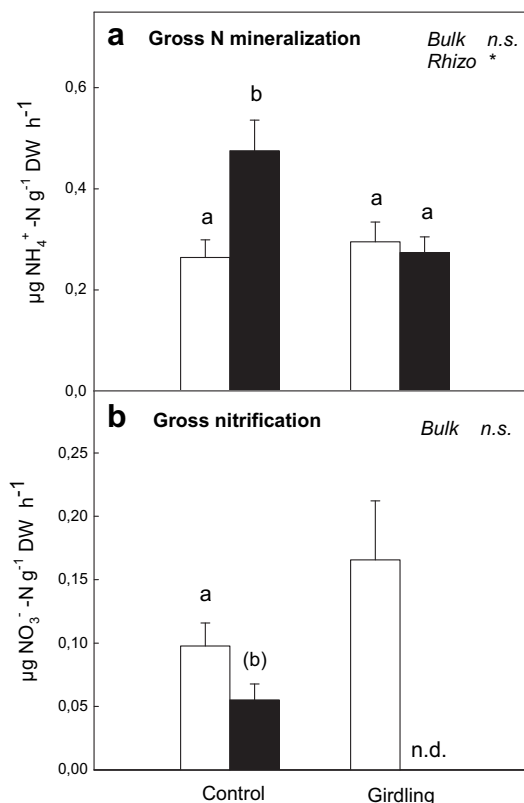 a Gross N mineralization
Bulk n.s.
Rhizo *
µg NH₄⁺ -N g⁻¹ DW h⁻¹
0,6
0,4
0,2
0,0
a
b
a
a
b Gross nitrification
Bulk n.s.
µg NO₃⁻ -N g⁻¹ DW h⁻¹
0,25
0,20
0,15
0,10
0,05
0,00
a
(b)
n.d.
Control Girdling